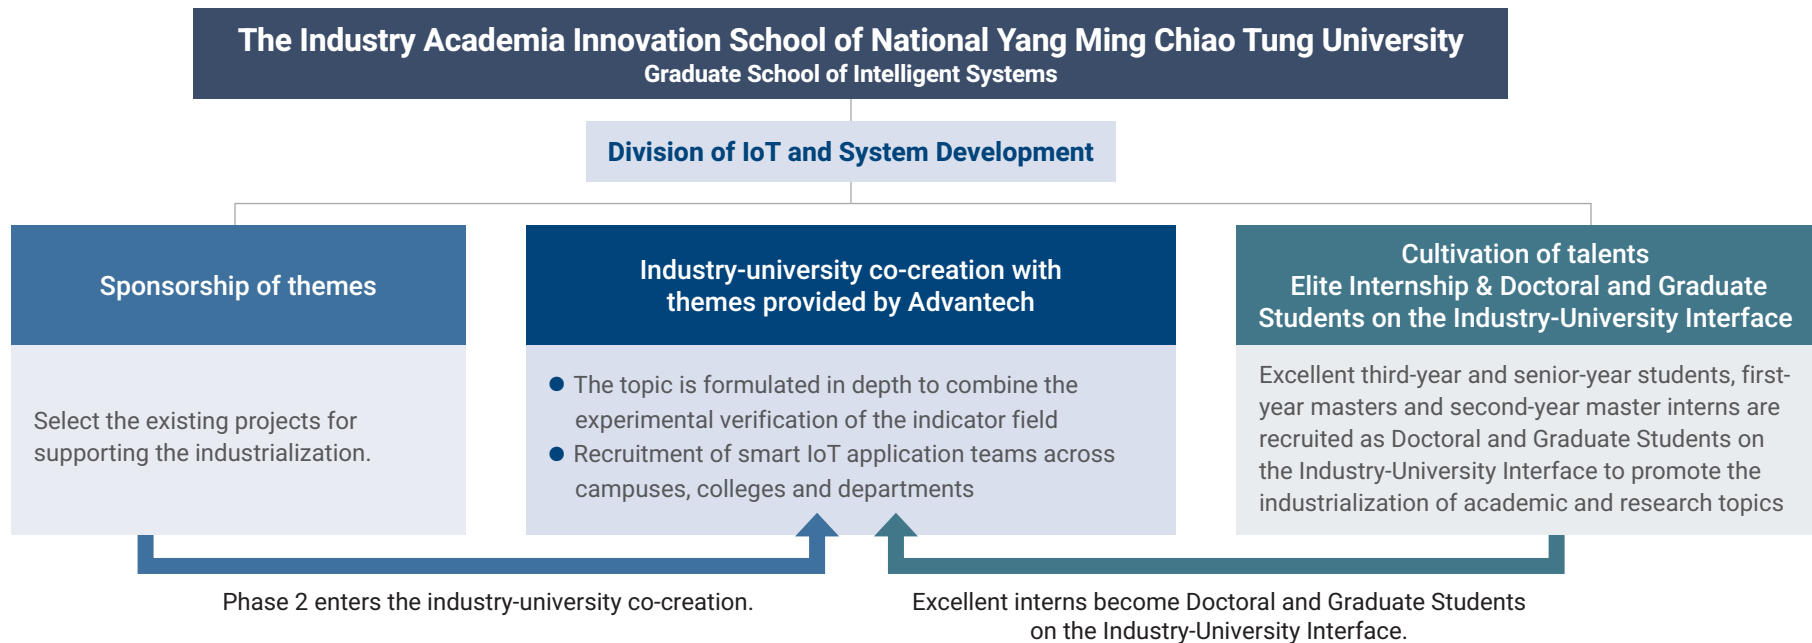 The Industry Academia Innovation School of National Yang Ming Chiao Tung University
Graduate School of Intelligent Systems
Division of IoT and System Development
Sponsorship of themes
Select the existing projects for
supporting the industrialization.
Industry-university co-creation with
themes provided by Advantech
● The topic is formulated in depth to combine the
experimental verification of the indicator field
● Recruitment of smart IoT application teams across
campuses, colleges and departments
Cultivation of talents
Elite Internship & Doctoral and Graduate
Students on the Industry-University Interface
Excellent third-year and senior-year students, first-
year masters and second-year master interns are
recruited as Doctoral and Graduate Students on
the Industry-University Interface to promote the
industrialization of academic and research topics
Phase 2 enters the industry-university co-creation.
Excellent interns become Doctoral and Graduate Students
on the Industry-University Interface.